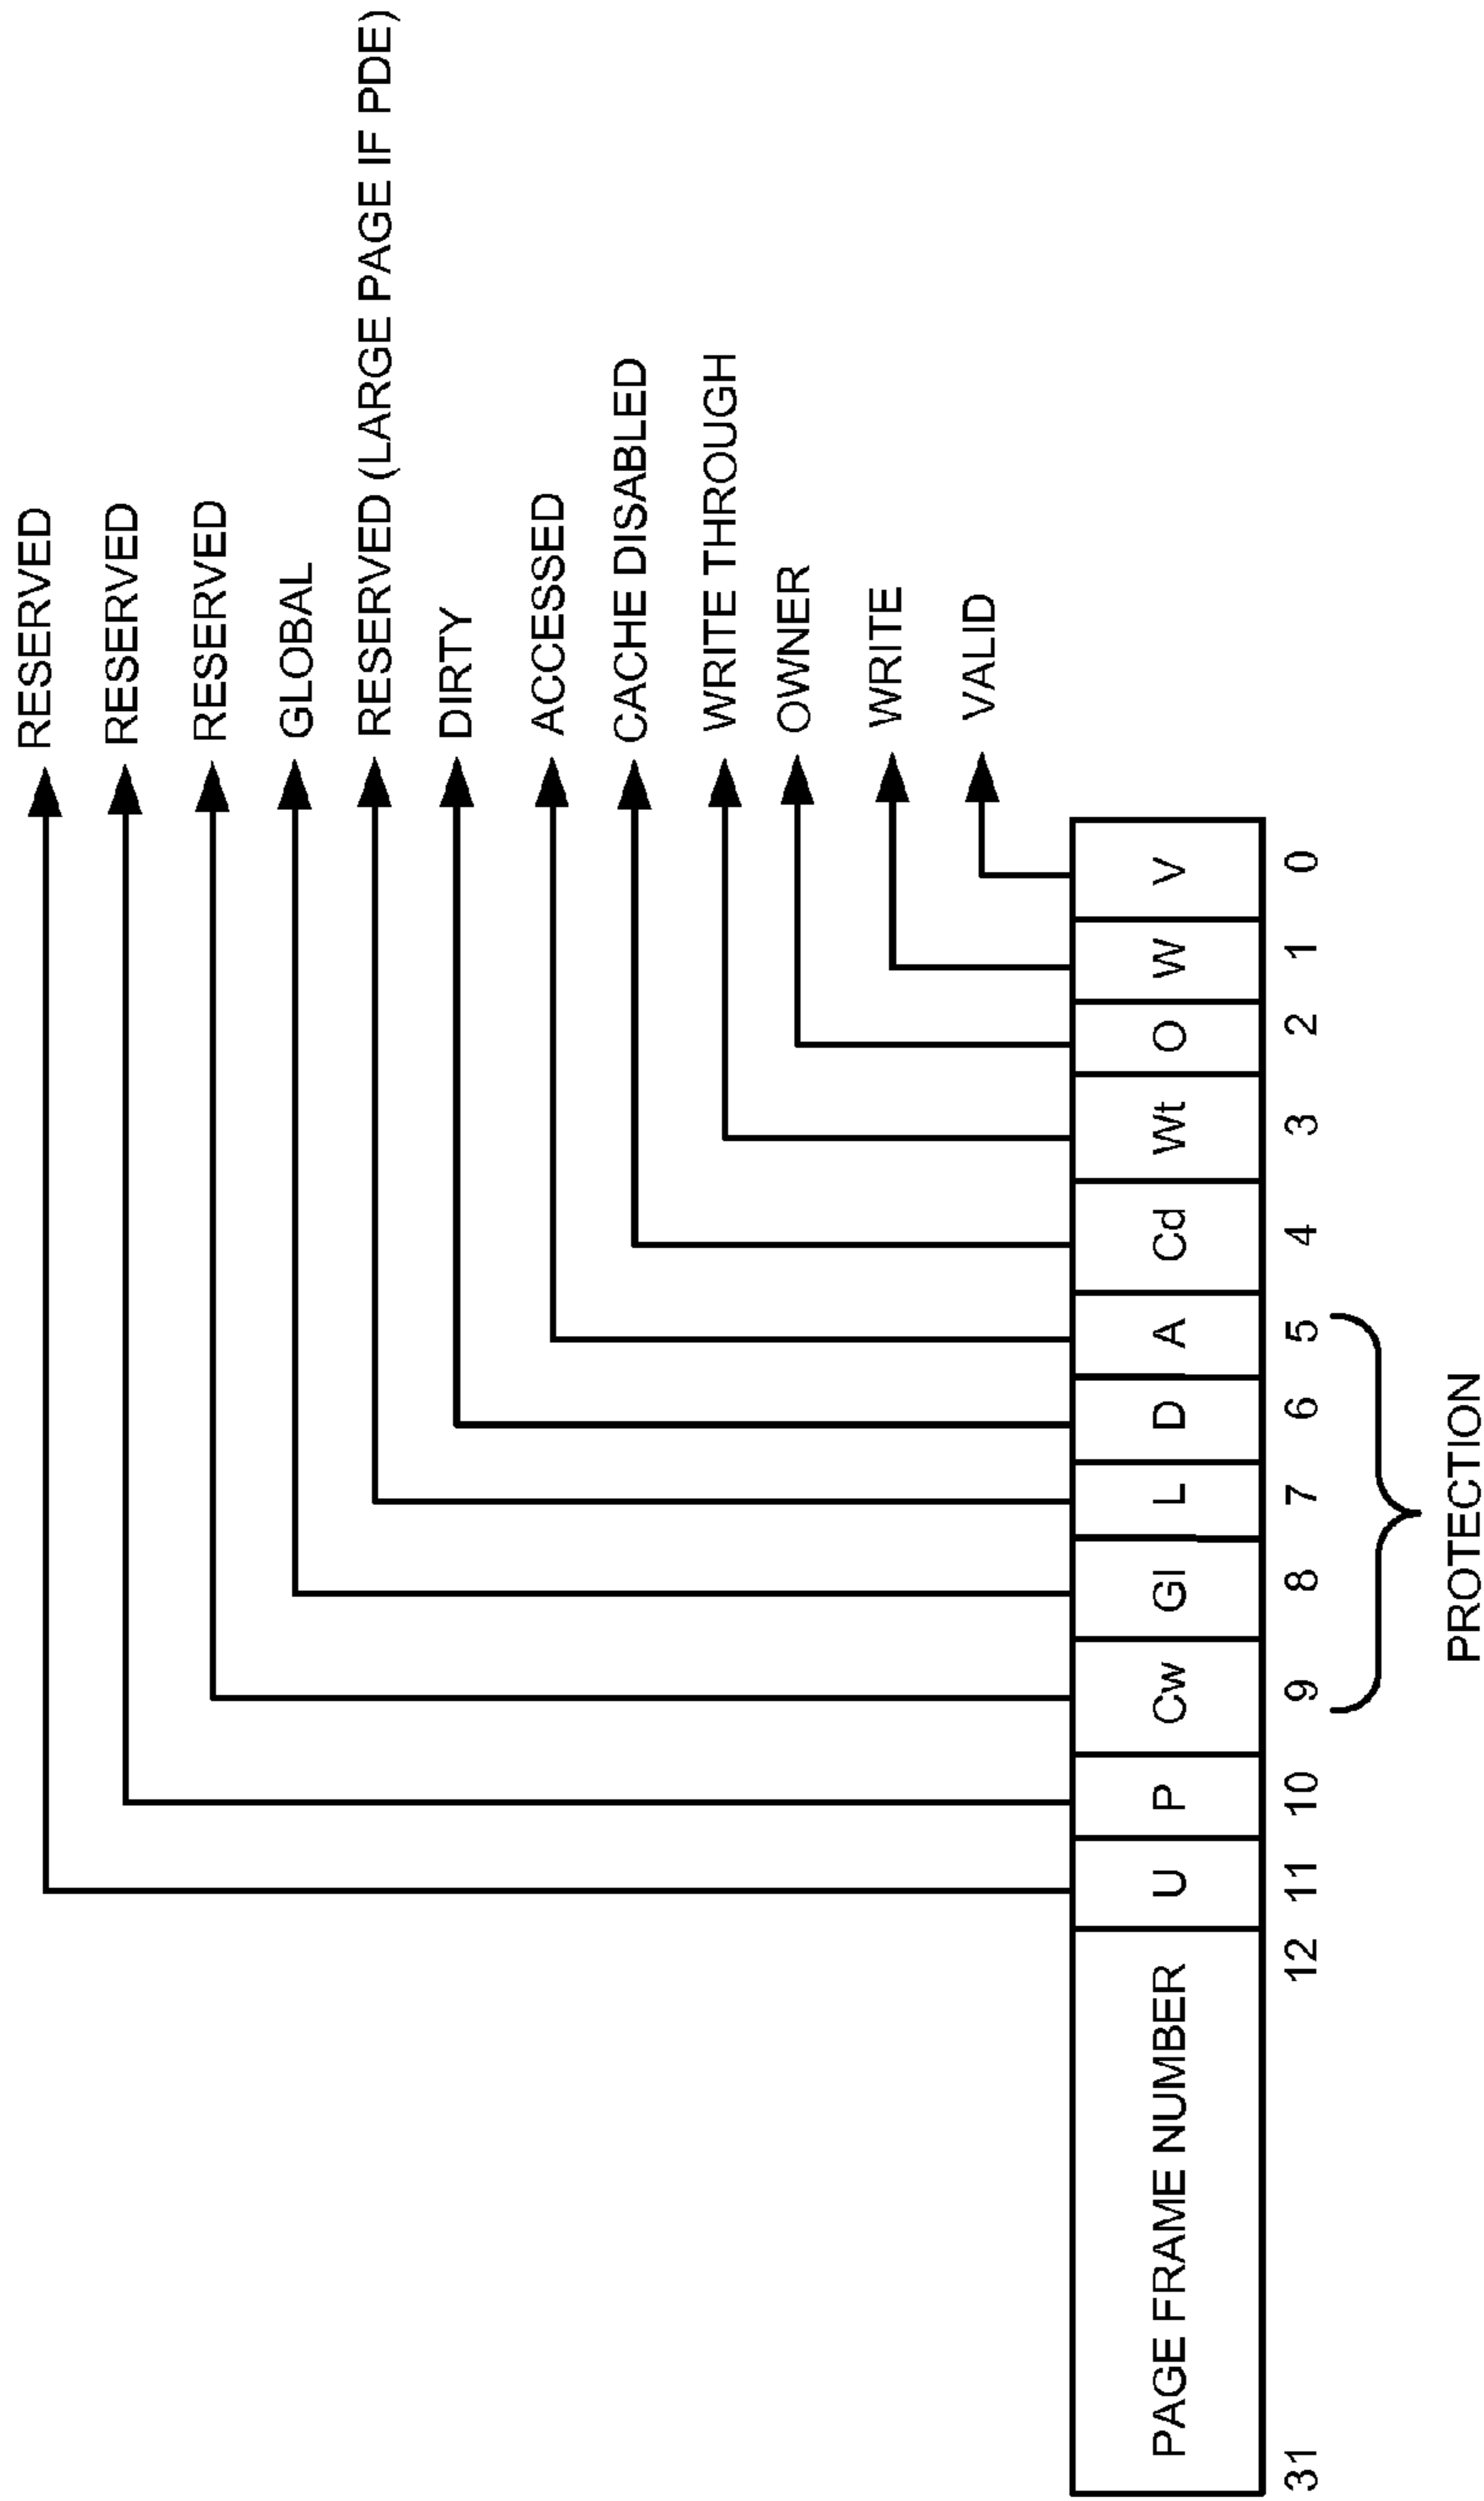 RESERVED
RESERVED
RESERVED
GLOBAL
RESERVED (LARGE PAGE IF PDE)
DIRTY
ACCESSED
CACHE DISABLED
WRITE THROUGH
OWNER
WRITE
VALID
PAGE FRAME NUMBER U P Cw Gl L D A Cd Wt O W V
31 12 11 10 9 8 7 6 5 4 3 2 1 0
PROTECTION